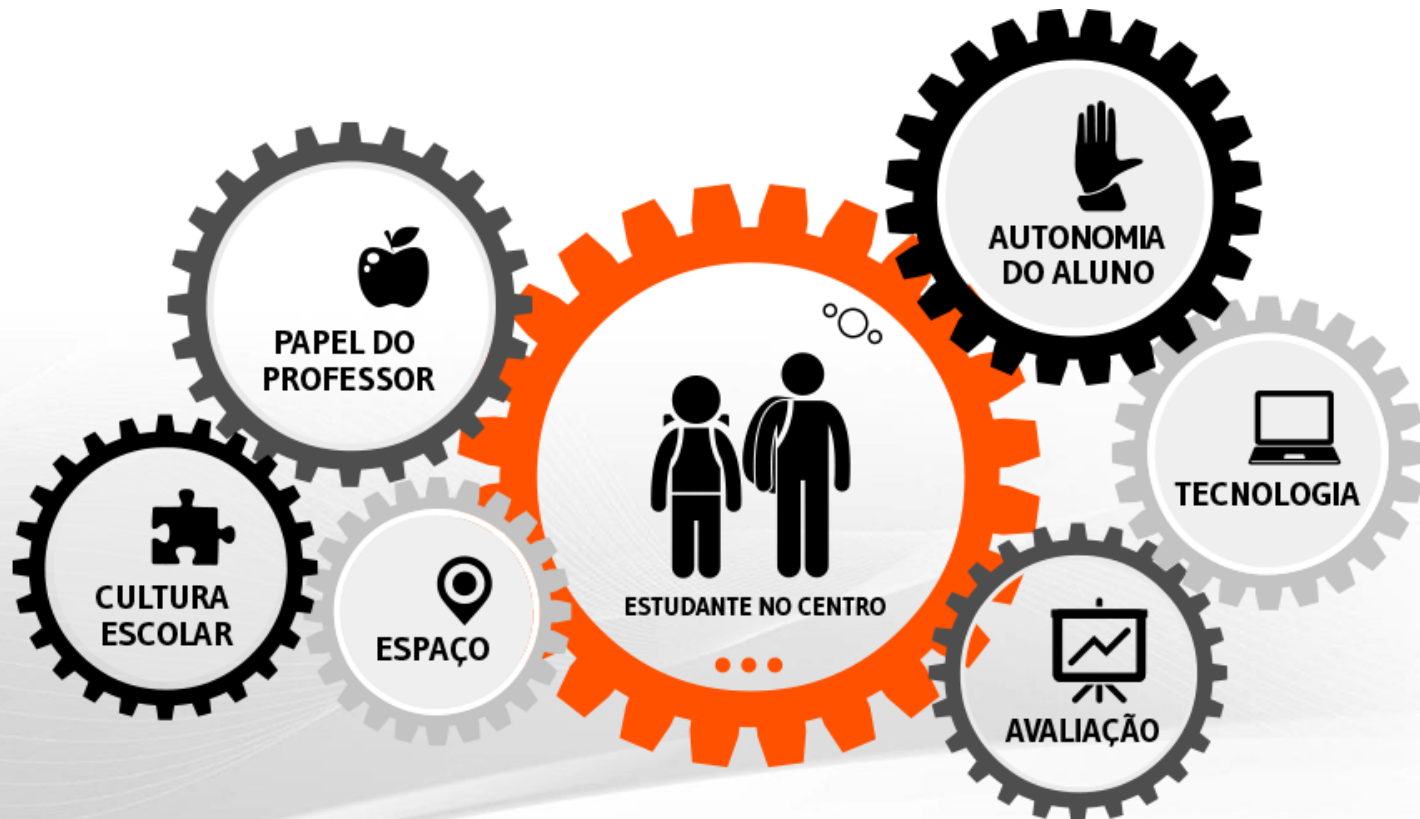 PAPEL DO
PROFESSOR
CULTURA
ESCOLAR
ESPAÇO
ESTUDANTE NO CENTRO
AUTONOMIA
DO ALUNO
TECNOLOGIA
AVALIAÇÃO